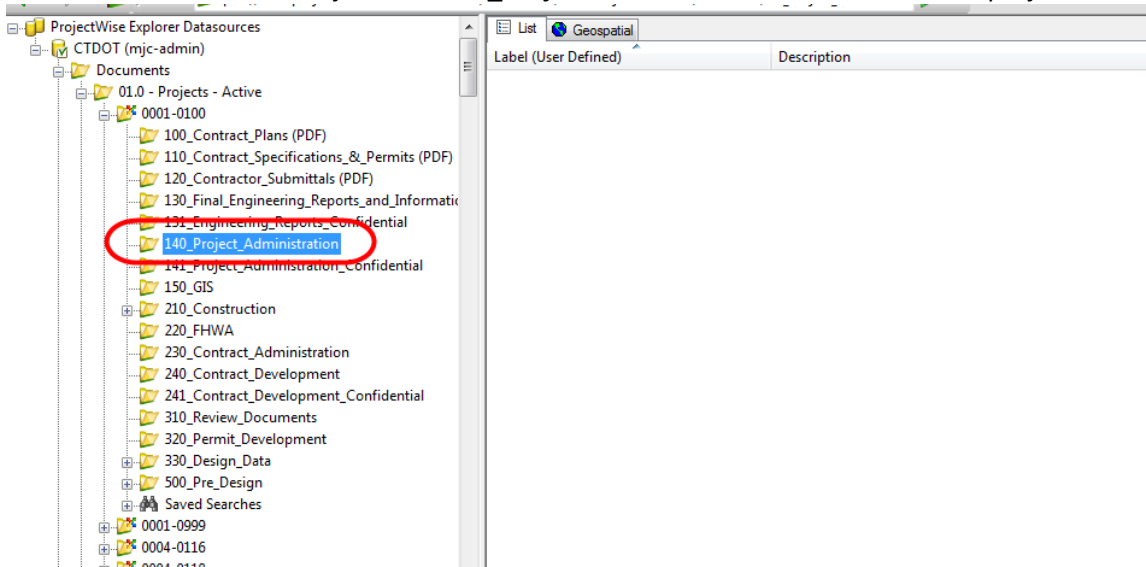 ProjectWise Explorer Datasources
CTDOT (mjc-admin)
Documents
01.0 - Projects - Active
0001-0100
100_Contract_Plans (PDF)
110_Contract_Specifications_&_Permits (PDF)
120_Contractor_Submittals (PDF)
130_Final_Engineering_Reports_and_Informatic
131_Engineering_Reports_Confidential
140_Project_Administration
141_Project_Administration_Confidential
150_GIS
210_Construction
220_FHWA
230_Contract_Administration
240_Contract_Development
241_Contract_Development_Confidential
310_Review_Documents
320_Permit_Development
330_Design_Data
500_Pre_Design
Saved Searches
0001-0999
0004-0116
List Geospatial
Label (User Defined) Description